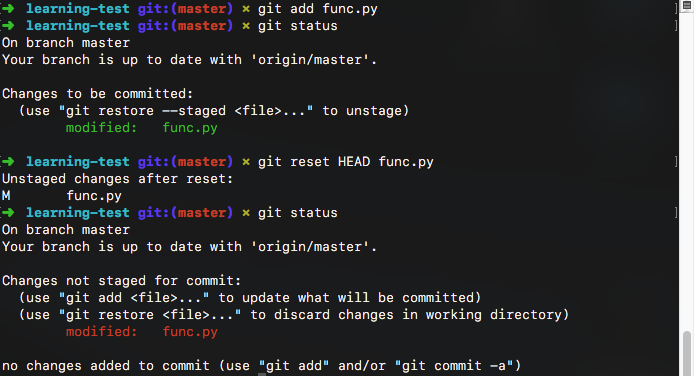 ➜  learning-test git:(master) ✗ git add func.py
➜  learning-test git:(master) ✗ git status
On branch master
Your branch is up to date with 'origin/master'.

Changes to be committed:
  (use "git restore --staged <file>..." to unstage)
        modified:   func.py

➜  learning-test git:(master) ✗ git reset HEAD func.py
Unstaged changes after reset:
M       func.py
➜  learning-test git:(master) ✗ git status
On branch master
Your branch is up to date with 'origin/master'.

Changes not staged for commit:
  (use "git add <file>..." to update what will be committed)
  (use "git restore <file>..." to discard changes in working directory)
        modified:   func.py

no changes added to commit (use "git add" and/or "git commit -a")